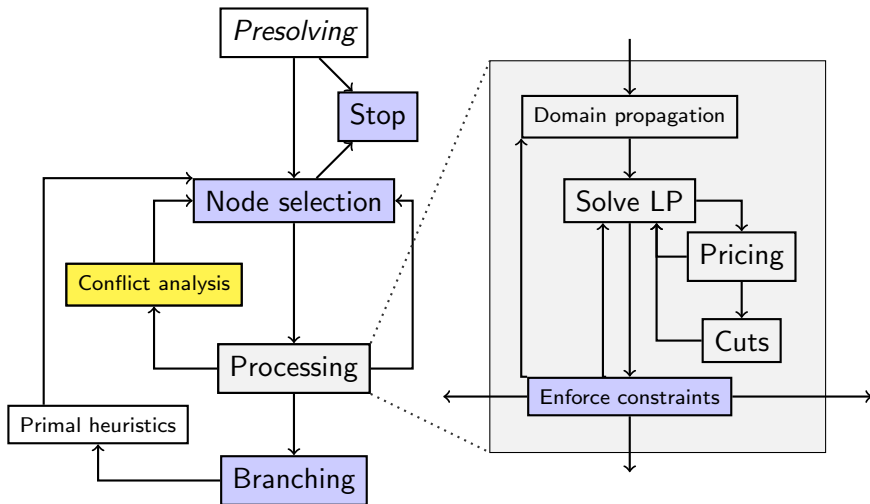 Presolving
Stop
Node selection
Conflict analysis
Processing
Primal heuristics
Branching
Domain propagation
Solve LP
Pricing
Cuts
Enforce constraints